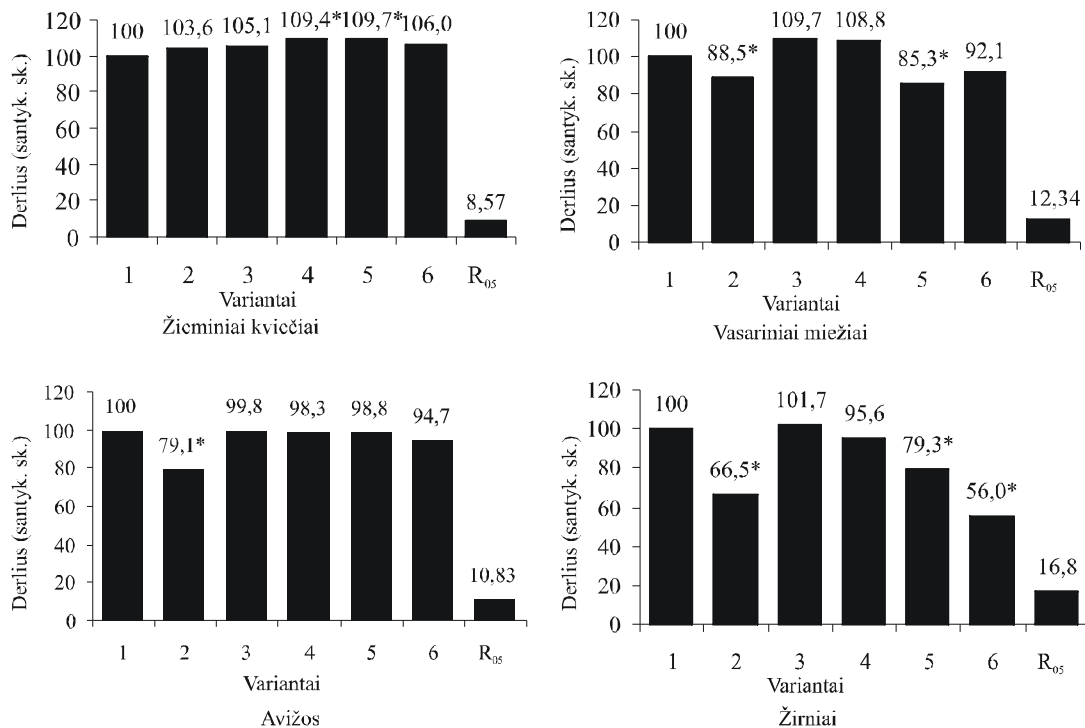 Derlius (santyk. sk.)
120
100
80
60
40
20
0
100 103,6 105,1 109,4* 109,7* 106,0 8,57
1 2 3 4 5 6 R₀₅
Variantai
Žieminiai kviečiai
Derlius (santyk. sk.)
120
100
80
60
40
20
0
100 88,5* 109,7 108,8 85,3* 92,1 12,34
1 2 3 4 5 6 R₀₅
Variantai
Vasariniai miežiai
Derlius (santyk. sk.)
120
100
80
60
40
20
0
100 79,1* 99,8 98,3 98,8 94,7 10,83
1 2 3 4 5 6 R₀₅
Variantai
Avižos
Derlius (santyk. sk.)
120
100
80
60
40
20
0
100 66,5* 101,7 95,6 79,3* 56,0* 16,8
1 2 3 4 5 6 R₀₅
Variantai
Žirniai